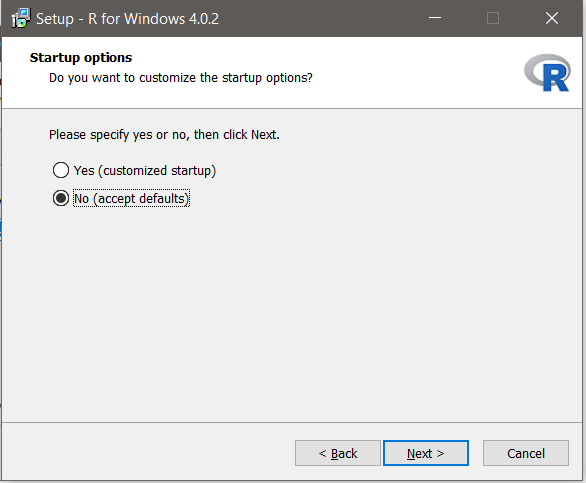 Setup - R for Windows 4.0.2
Startup options
Do you want to customize the startup options?
R
Please specify yes or no, then click Next.
Yes (customized startup)
No (accept defaults)
< Back
Next >
Cancel